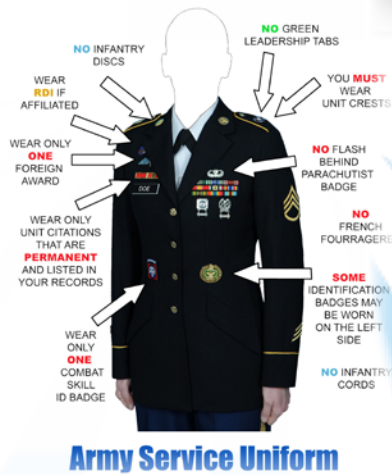 NO GREEN
LEADERSHIP TABS
NO INFANTRY
DISCS
WEAR
RDI IF
AFFILIATED
YOU MUST
WEAR
UNIT CRESTS
WEAR ONLY
ONE
FOREIGN
AWARD
NO FLASH
BEHIND
PARACHUTIST
BADGE
DOE
WEAR ONLY
UNIT CITATIONS
THAT ARE
PERMANENT
AND LISTED IN
YOUR RECORDS
NO
FRENCH
FOURRAGERE
SOME
IDENTIFICATION
BADGES MAY
BE WORN
ON THE LEFT
SIDE
WEAR
ONLY
ONE
COMBAT
SKILL
ID BADGE
NO INFANTRY
CORDS
Army Service Uniform